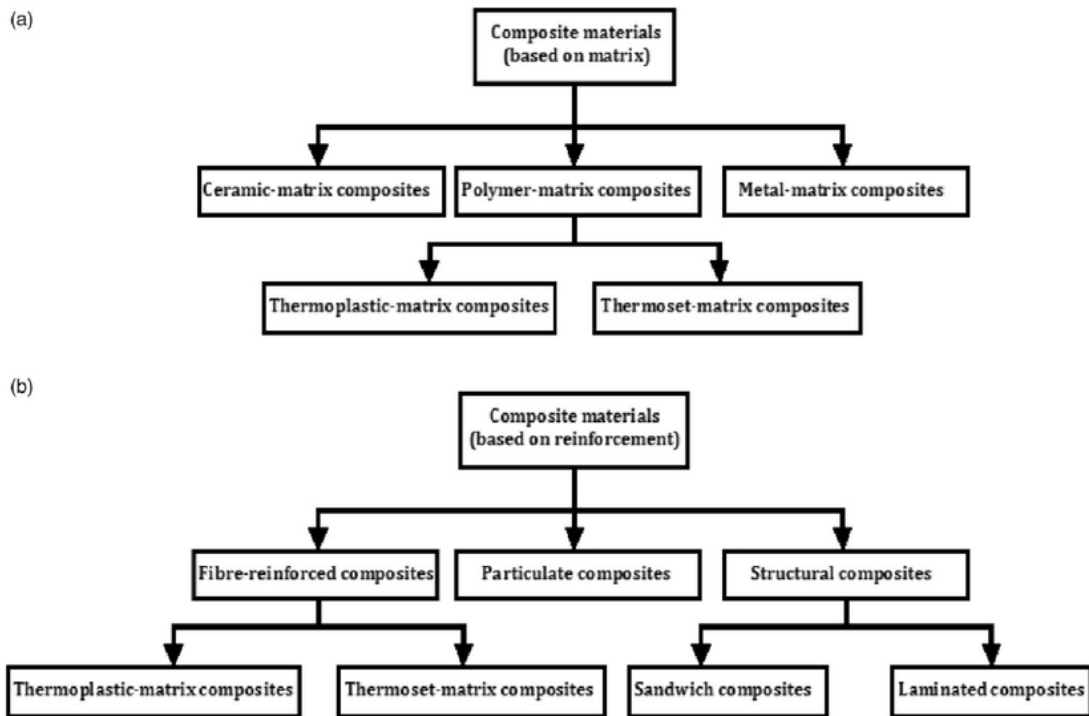 (a)
Composite materials
(based on matrix)
Ceramic-matrix composites
Polymer-matrix composites
Metal-matrix composites
Thermoplastic-matrix composites
Thermoset-matrix composites
(b)
Composite materials
(based on reinforcement)
Fibre-reinforced composites
Particulate composites
Structural composites
Thermoplastic-matrix composites
Thermoset-matrix composites
Sandwich composites
Laminated composites